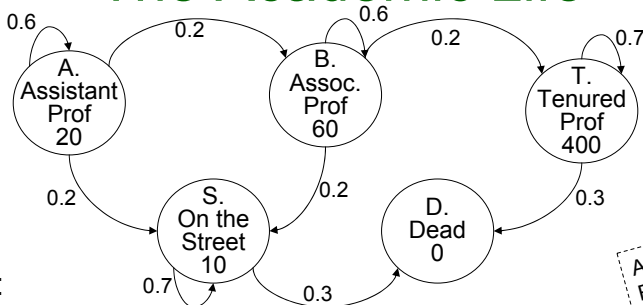 The Academic Life
0.6
0.2
0.6
0.2
0.7
A.
Assistant
Prof
20
B.
Assoc.
Prof
60
T.
Tenured
Prof
400
0.2
0.2
0.3
S.
On the
Street
10
D.
Dead
0
0.7
0.3